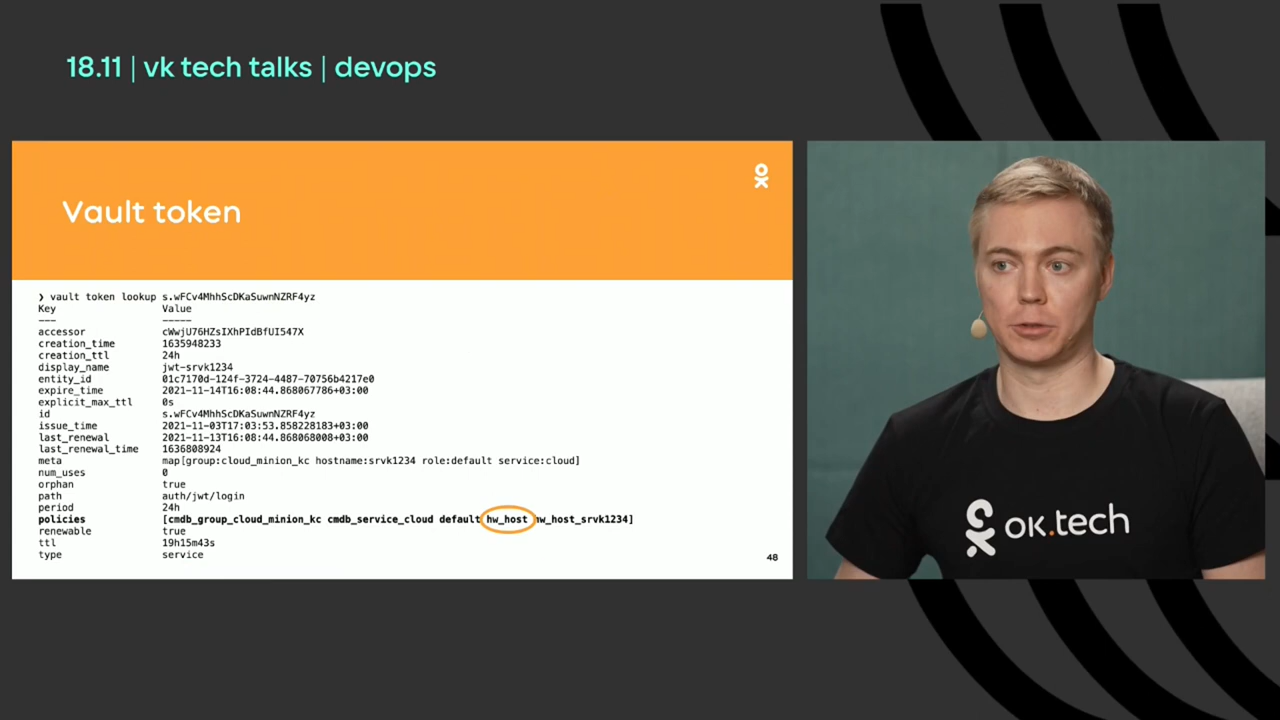 18.11 | vk tech talks | devops
Vault token
❯ vault token lookup s.wFCv4MhhScDKaSuwnNZRF4yz
Key Value
--- -----
accessor cWwjU76HZsIXhPIdBfUI547X
creation_time 1635948233
creation_ttl 24h
display_name jwt-srvk1234
entity_id 01c7170d-124f-3724-4487-70756b4217e0
expire_time 2021-11-14T16:08:44.868067786+03:00
explicit_max_ttl 0s
id s.wFCv4MhhScDKaSuwnNZRF4yz
issue_time 2021-11-03T17:03:53.858228183+03:00
last_renewal 2021-11-13T16:08:44.868068008+03:00
last_renewal_time 1636808924
meta map[group:cloud_minion_kc hostname:srvk1234 role:default service:cloud]
num_uses 0
orphan true
path auth/jwt/login
period 24h
policies [cmdb_group_cloud_minion_kc cmdb_service_cloud default hw_host hw_host_srvk1234]
renewable true
ttl 19h15m43s
type service
48
ok.tech